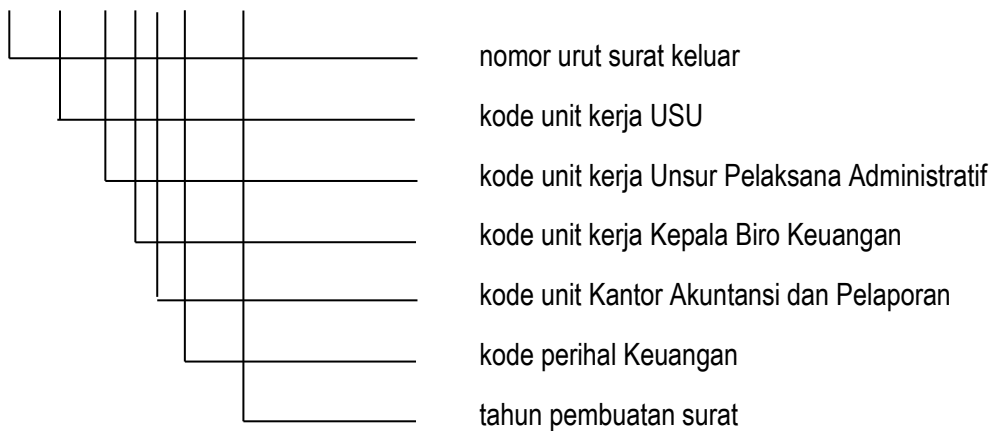 nomor urut surat keluar
kode unit kerja USU
kode unit kerja Unsur Pelaksana Administratif
kode unit kerja Kepala Biro Keuangan
kode unit Kantor Akuntansi dan Pelaporan
kode perihal Keuangan
tahun pembuatan surat